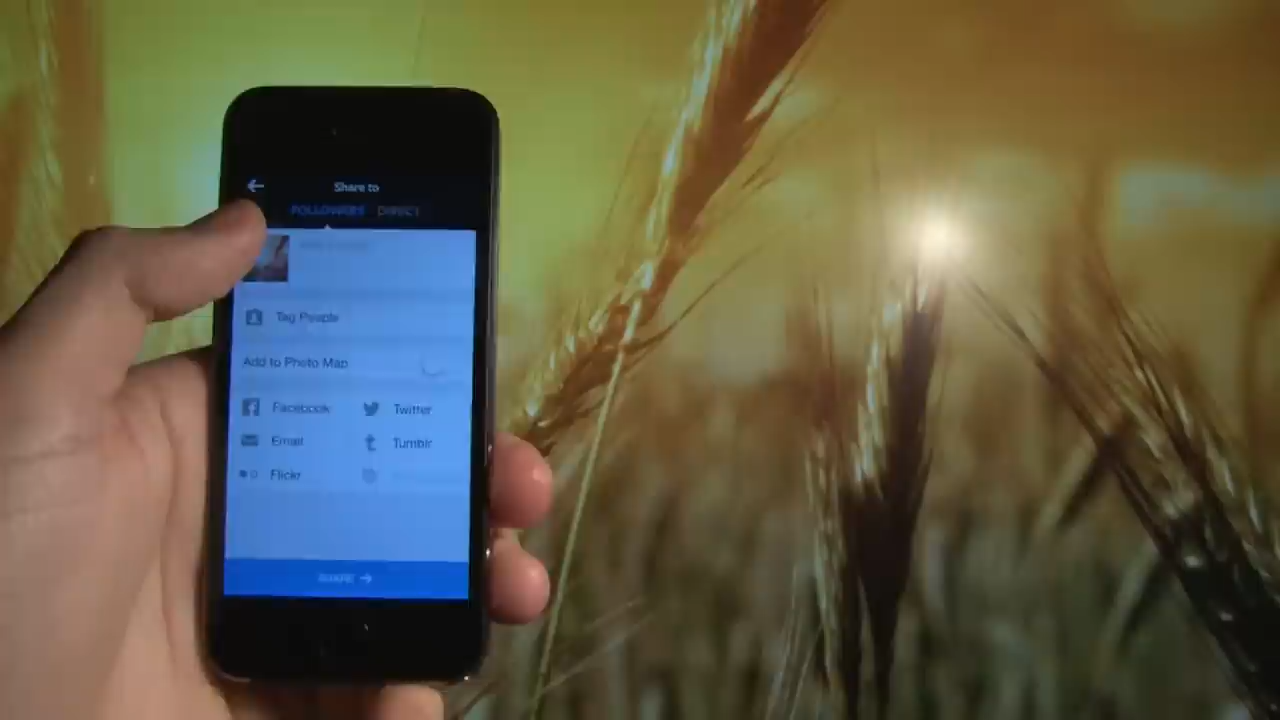 Share to
FOLLOWERS DIRECT
Tag People
Add to Photo Map
Facebook Twitter
Email Tumblr
Flickr
SHARE